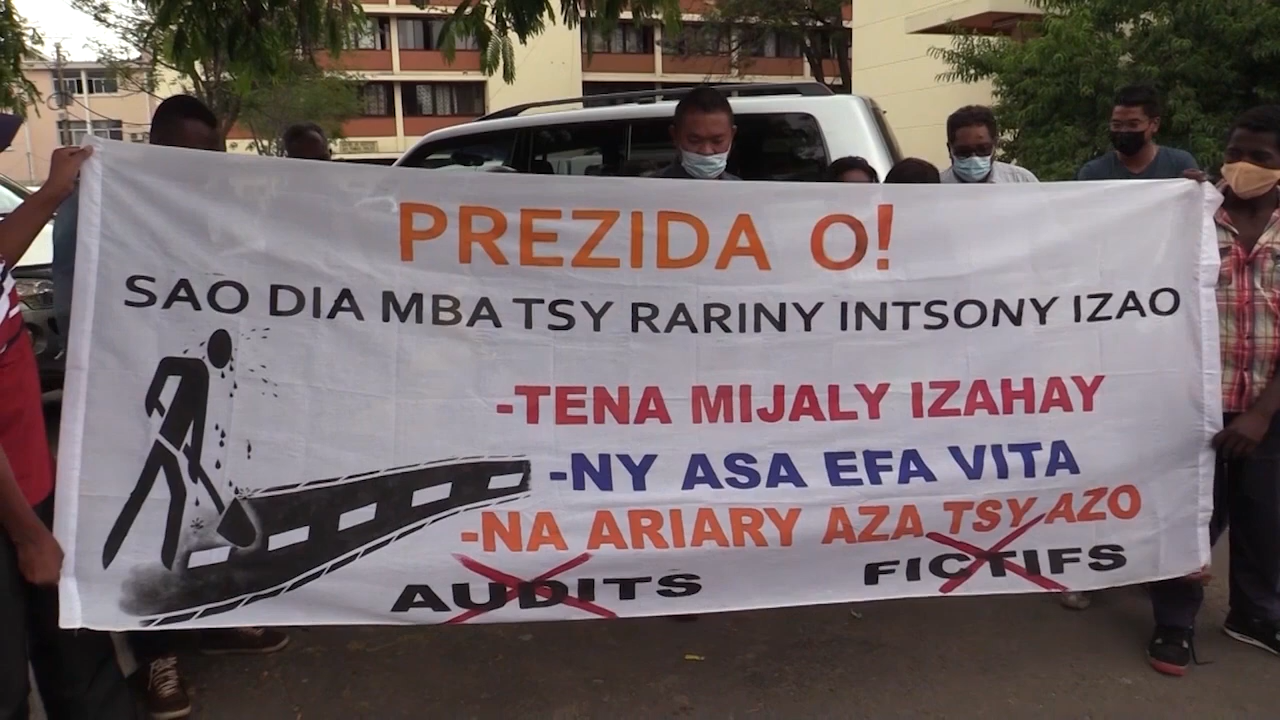 PREZIDA O!
SAO DIA MBA TSY RARINY INTSONY IZAO
-TENA MIJALY IZAHAY
-NY ASA EFA VITA
-NA ARIARY AZA TSY AZO
AUDITS FICTIFS